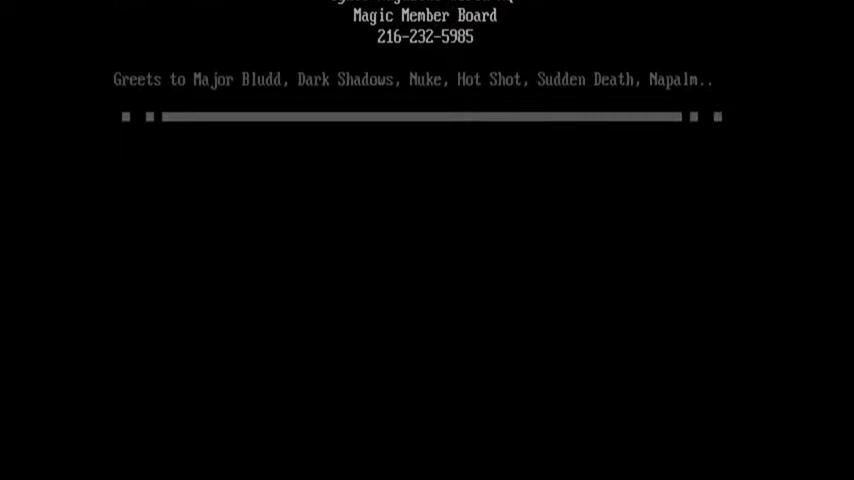 Magic Member Board
216-232-5985
Greets to Major Bludd, Dark Shadows, Nuke, Hot Shot, Sudden Death, Napalm..